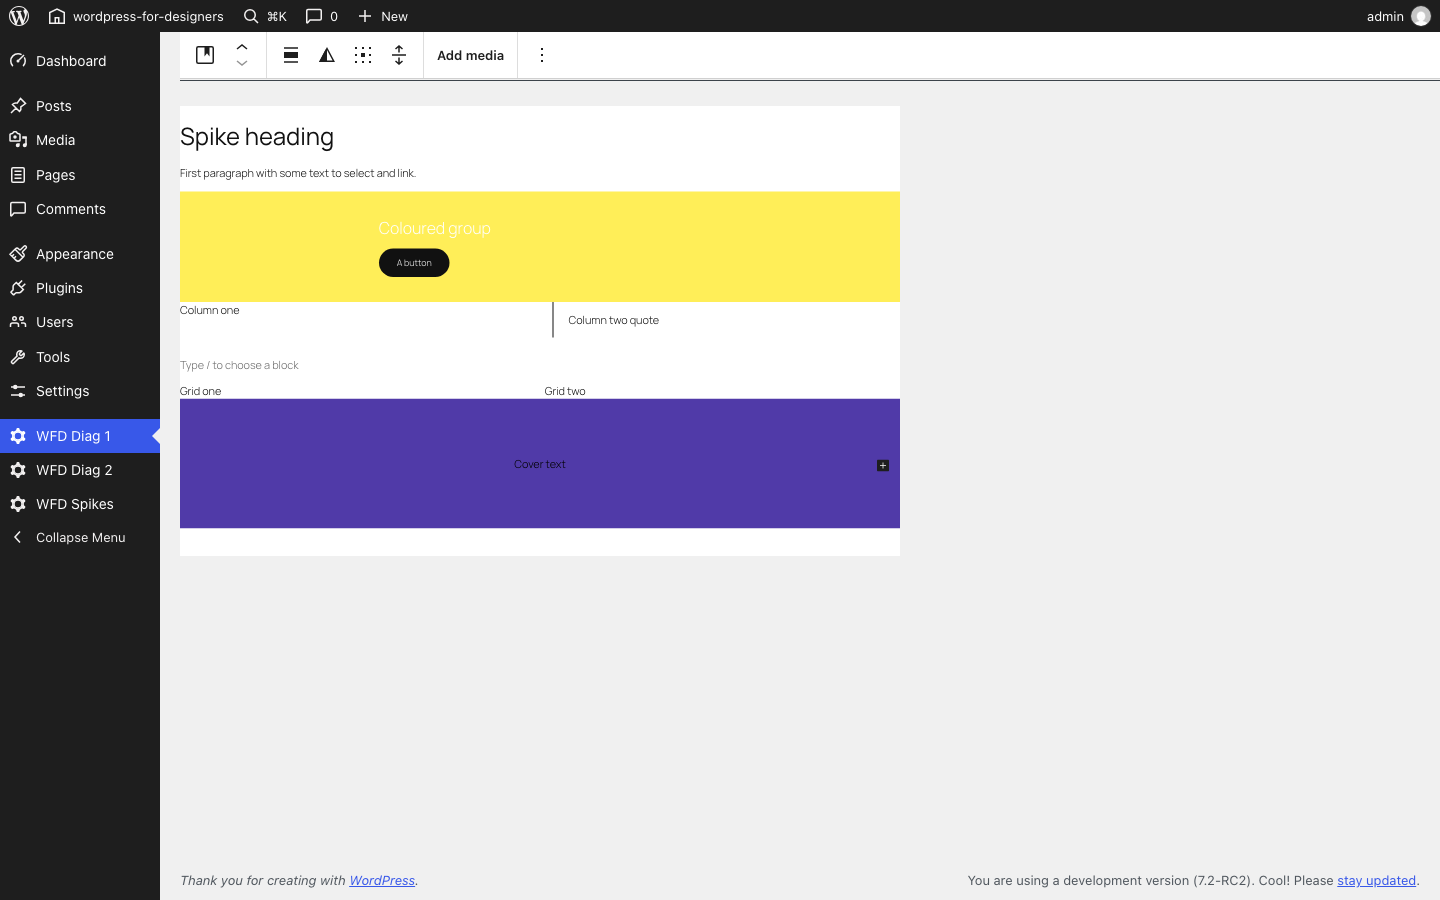 wordpress-for-designers
⌘K
0
New
admin
Dashboard
Posts
Media
Pages
Comments
Appearance
Plugins
Users
Tools
Settings
WFD Diag 1
WFD Diag 2
WFD Spikes
Collapse Menu
Add media
Spike heading
First paragraph with some text to select and link.
Coloured group
A button
Column one
Column two quote
Type / to choose a block
Grid one
Grid two
Cover text
Thank you for creating with WordPress.
You are using a development version (7.2-RC2). Cool! Please stay updated.